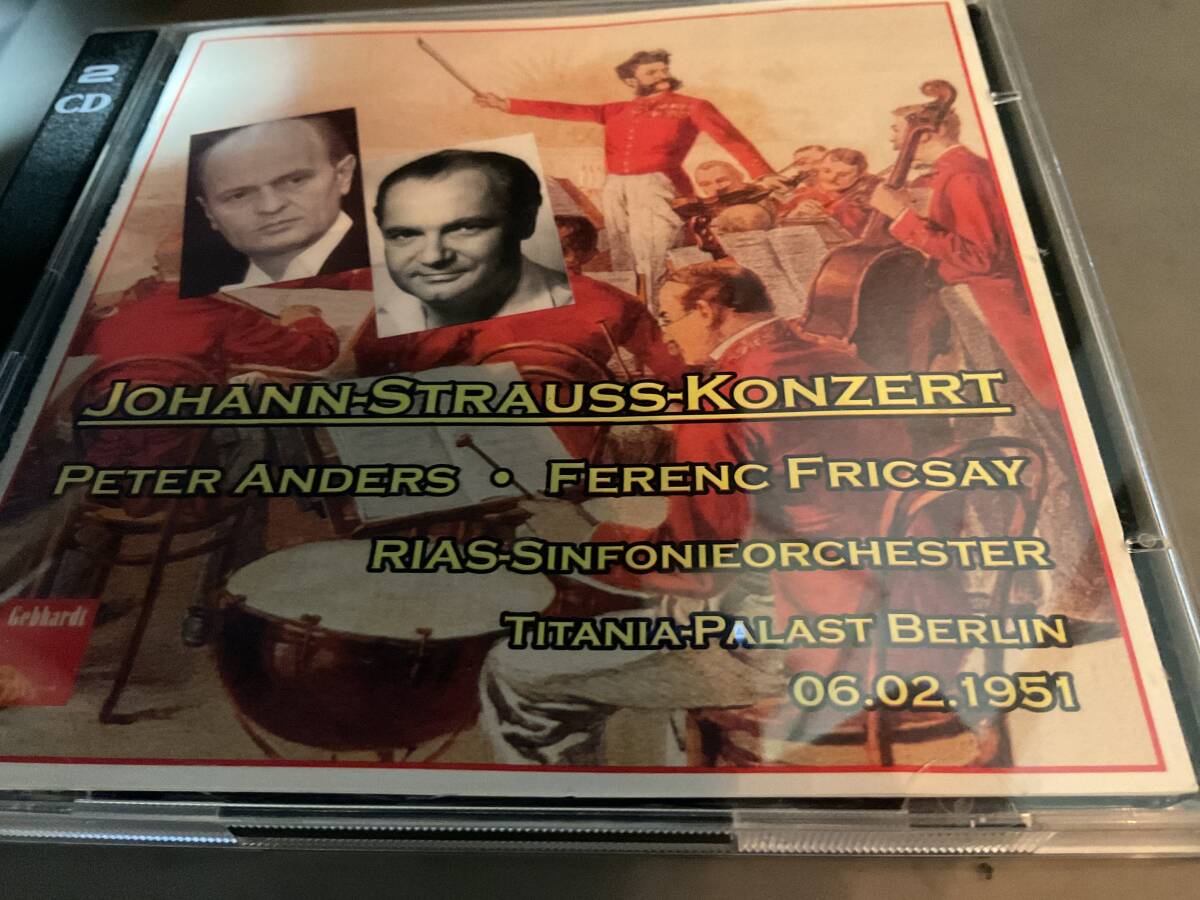 2
CD
JOHANN-STRAUSS-KONZERT
PETER ANDERS • FERENC FRICSAY
RIAS-SINFONIEORCHESTER
TITANIA-PALAST BERLIN
06.02.1951
Gebhardt